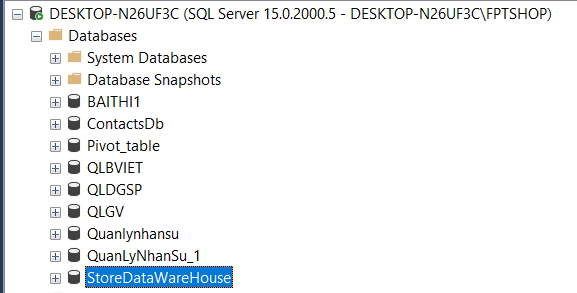 DESKTOP-N26UF3C (SQL Server 15.0.2000.5 - DESKTOP-N26UF3C\FPTSHOP)
Databases
System Databases
Database Snapshots
BAITHI1
ContactsDb
Pivot_table
QLBVIET
QLDGSP
QLGV
Quanlynhansu
QuanLyNhanSu_1
StoreDataWareHouse